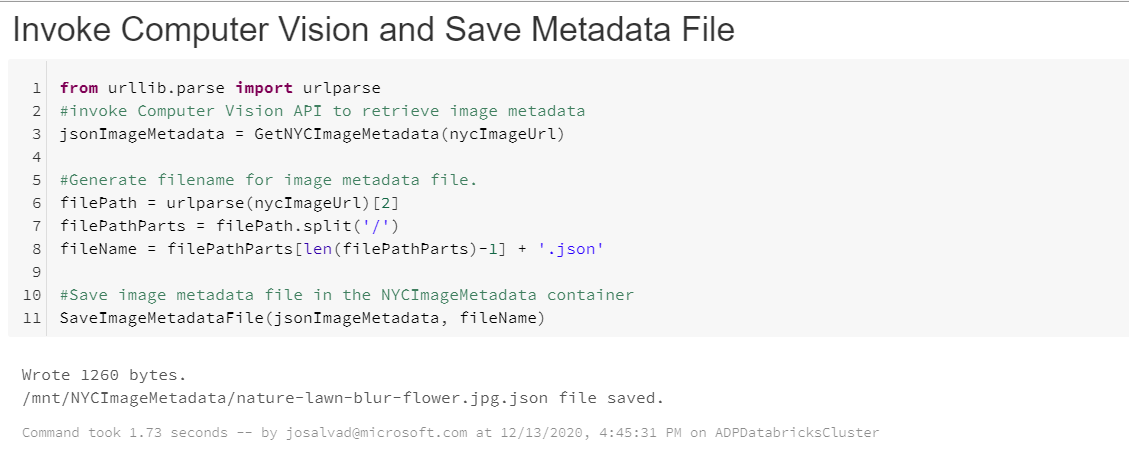 Invoke Computer Vision and Save Metadata File
1 from urllib.parse import urlparse
2 #invoke Computer Vision API to retrieve image metadata
3 jsonImageMetadata = GetNYCImageMetadata(nycImageUrl)
4
5 #Generate filename for image metadata file.
6 filePath = urlparse(nycImageUrl)[2]
7 filePathParts = filePath.split('/')
8 fileName = filePathParts[len(filePathParts)-1] + '.json'
9
10 #Save image metadata file in the NYCImageMetadata container
11 SaveImageMetadataFile(jsonImageMetadata, fileName)
Wrote 1260 bytes.
/mnt/NYCImageMetadata/nature-lawn-blur-flower.jpg.json file saved.
Command took 1.73 seconds -- by josalvad@microsoft.com at 12/13/2020, 4:45:31 PM on ADPDatabricksCluster